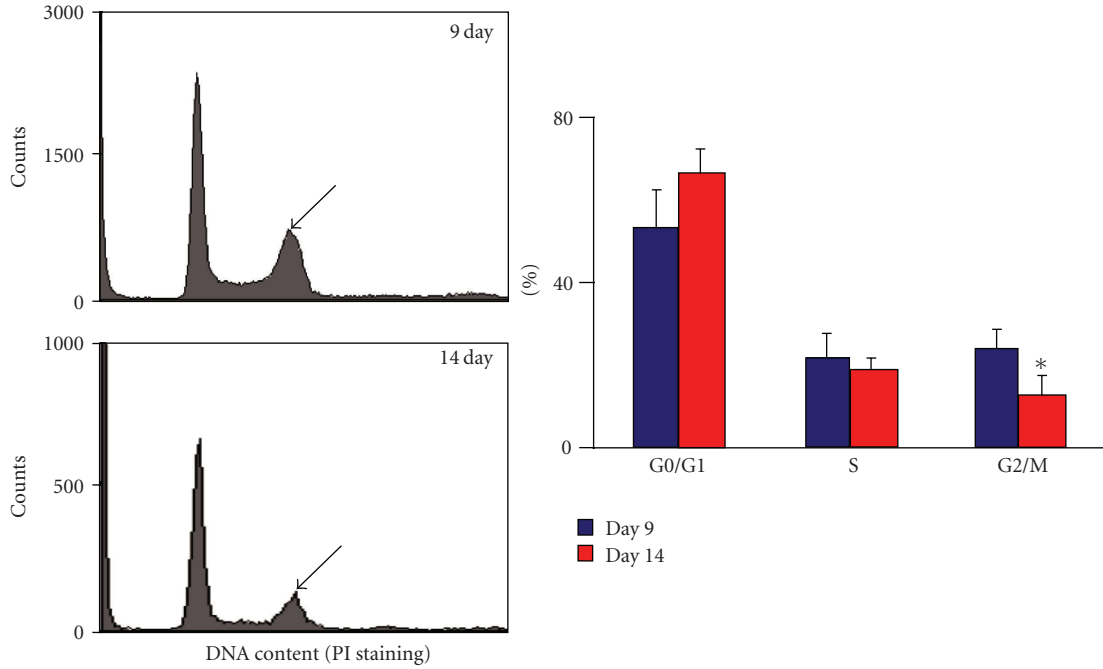 3000
9 day
1500
0
Counts
1000
14 day
500
0
Counts
DNA content (PI staining)
80
40
0
(%)
*
G0/G1
S
G2/M
Day 9
Day 14